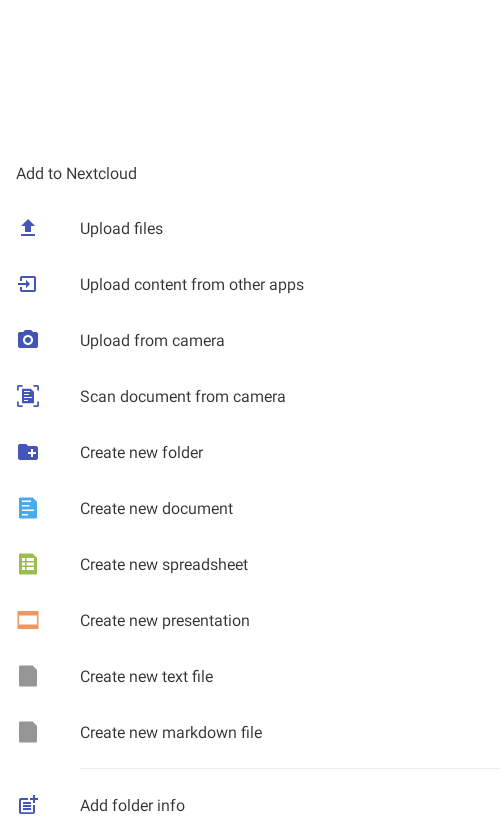 Add to Nextcloud
Upload files
Upload content from other apps
Upload from camera
Scan document from camera
Create new folder
Create new document
Create new spreadsheet
Create new presentation
Create new text file
Create new markdown file
Add folder info